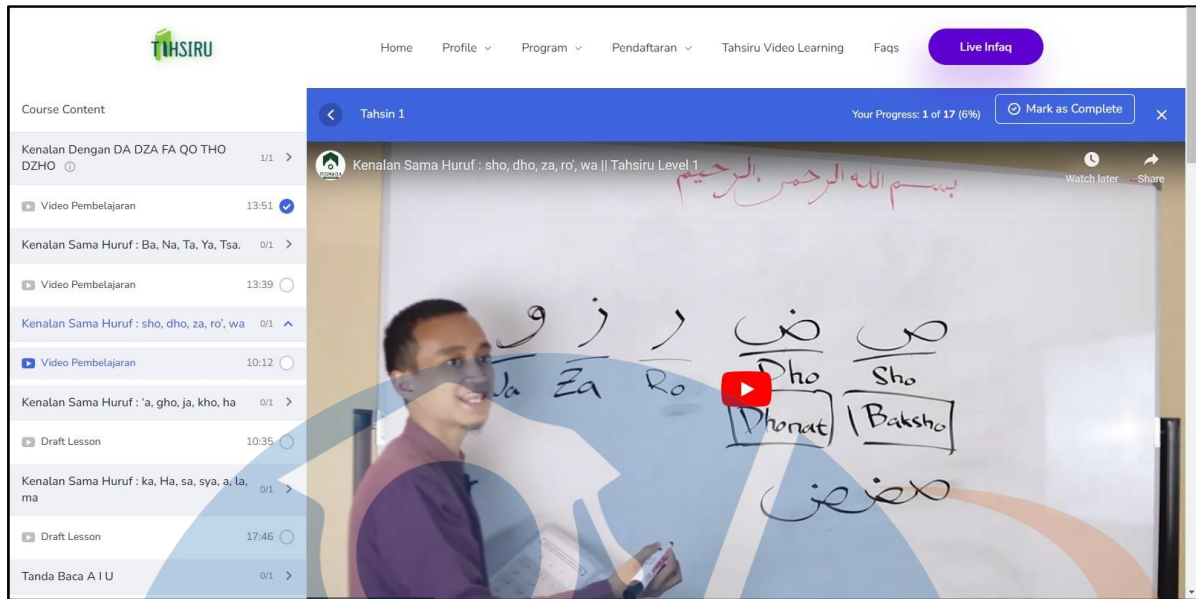 TAHSIRU
Home Profile Program Pendaftaran Tahsiru Video Learning Faqs Live Infaq
Course Content
Kenalan Dengan DA DZA FA QO THO
DZHO 1/1
Video Pembelajaran 13:51
Kenalan Sama Huruf : Ba, Na, Ta, Ya, Tsa. 0/1
Video Pembelajaran 13:39
Kenalan Sama Huruf : sho, dho, za, ro', wa 0/1
Video Pembelajaran 10:12
Kenalan Sama Huruf : 'a, gho, ja, kho, ha 0/1
Draft Lesson 10:35
Kenalan Sama Huruf : ka, Ha, sa, sya, a, la,
ma 0/1
Draft Lesson 17:46
Tanda Baca A I U 0/1
Tahsin 1 Your Progress: 1 of 17 (6%) Mark as Complete
Kenalan Sama Huruf : sho, dho, za, ro', wa || Tahsiru Level 1
Watch later Share
بسم الله الرحمن الرحيم
ص ض ر ز و
Sho Dho Ro Za Wa
Baksho Dhonat
صضض